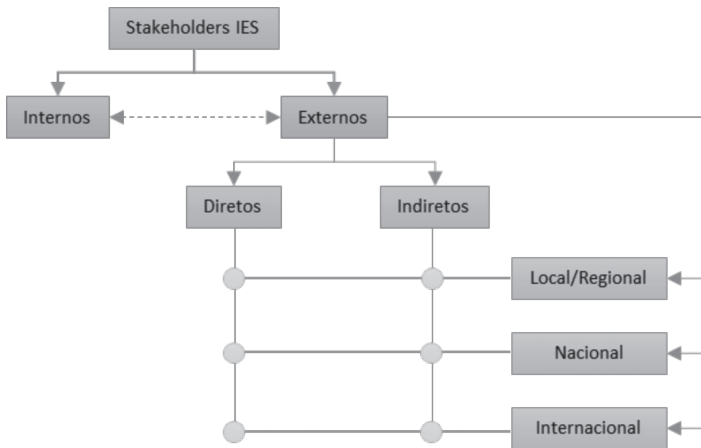 Stakeholders IES
Internos
Externos
Diretos
Indiretos
Local/Regional
Nacional
Internacional